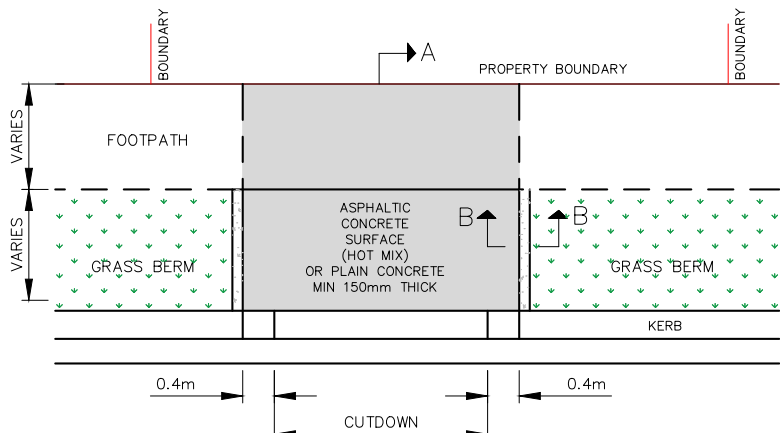 BOUNDARY
A
PROPERTY BOUNDARY
BOUNDARY
VARIES
FOOTPATH
VARIES
GRASS BERM
ASPHALTIC
CONCRETE
SURFACE
(HOT MIX)
OR PLAIN CONCRETE
MIN 150mm THICK
B
B
GRASS BERM
KERB
0.4m
0.4m
CUTDOWN